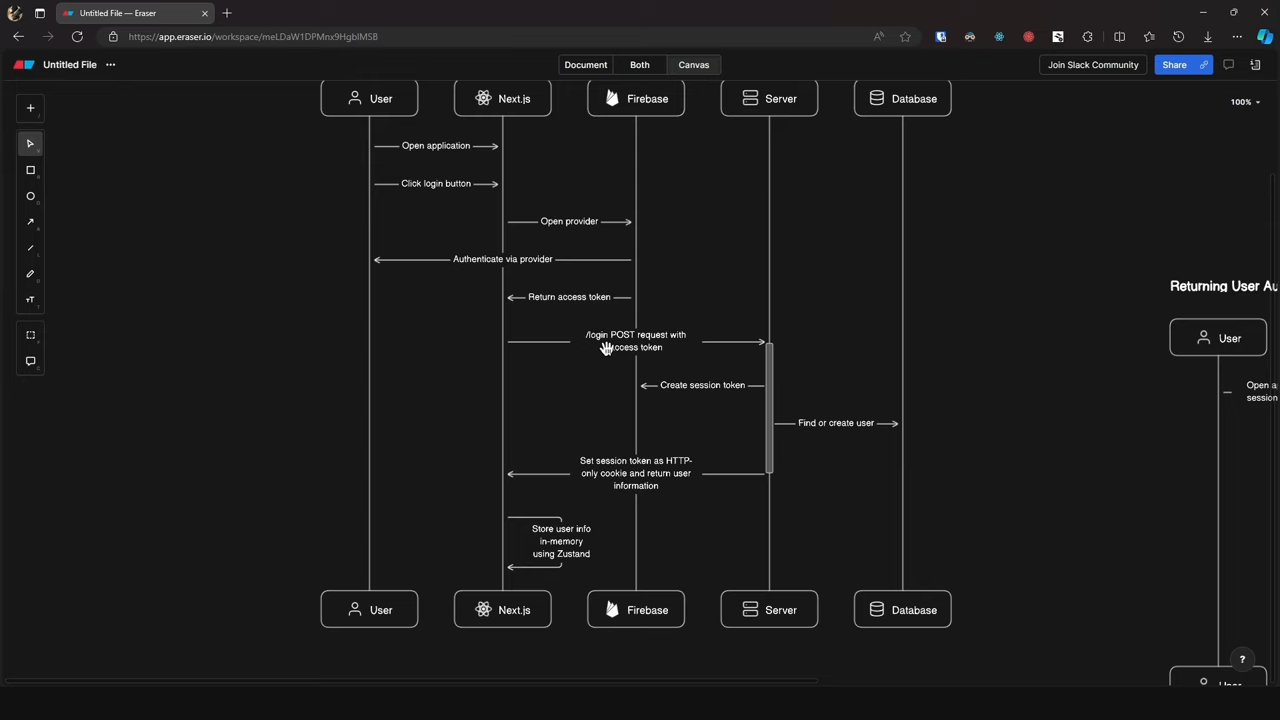 Untitled File — Eraser
https://app.eraser.io/workspace/meLDaW1DPMnx9HgbIMSB
Untitled File
Document
Both
Canvas
Join Slack Community
Share
100%
User
Next.js
Firebase
Server
Database
Open application
Click login button
Open provider
Authenticate via provider
Return access token
/login POST request with
access token
Create session token
Find or create user
Set session token as HTTP-
only cookie and return user
information
Store user info
in-memory
using Zustand
User
Next.js
Firebase
Server
Database
Returning User Au
User
Open a
session
User
?